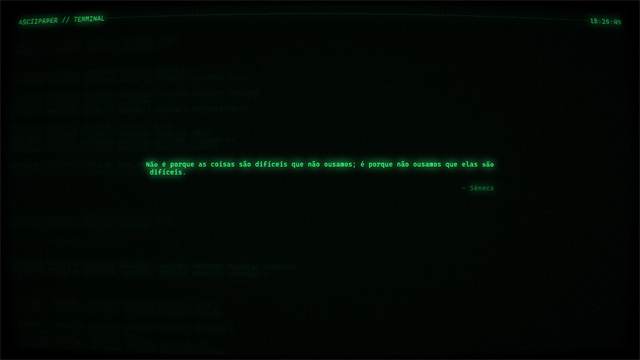 ASCIIPAPER // TERMINAL
18:26:49
Não é porque as coisas são difíceis que não ousamos; é porque não ousamos que elas são
difíceis.
— Sêneca